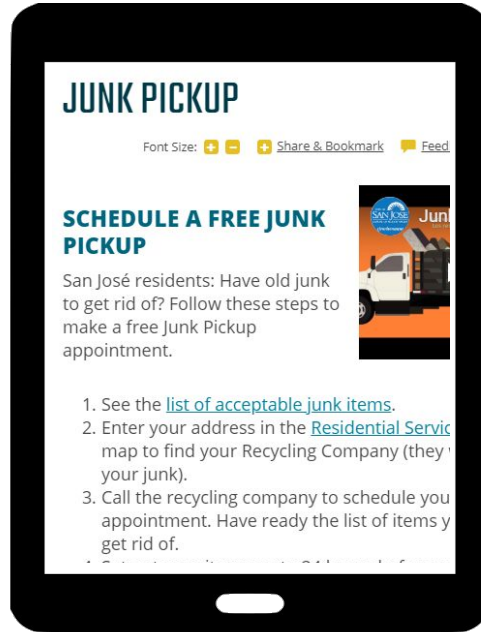 JUNK PICKUP
Font Size: Share & Bookmark Feed
SCHEDULE A FREE JUNK
PICKUP
San José residents: Have old junk
to get rid of? Follow these steps to
make a free Junk Pickup
appointment.
SAN JOSE
Junk
1. See the list of acceptable junk items.
2. Enter your address in the Residential Servic
map to find your Recycling Company (they
your junk).
3. Call the recycling company to schedule you
appointment. Have ready the list of items y
get rid of.